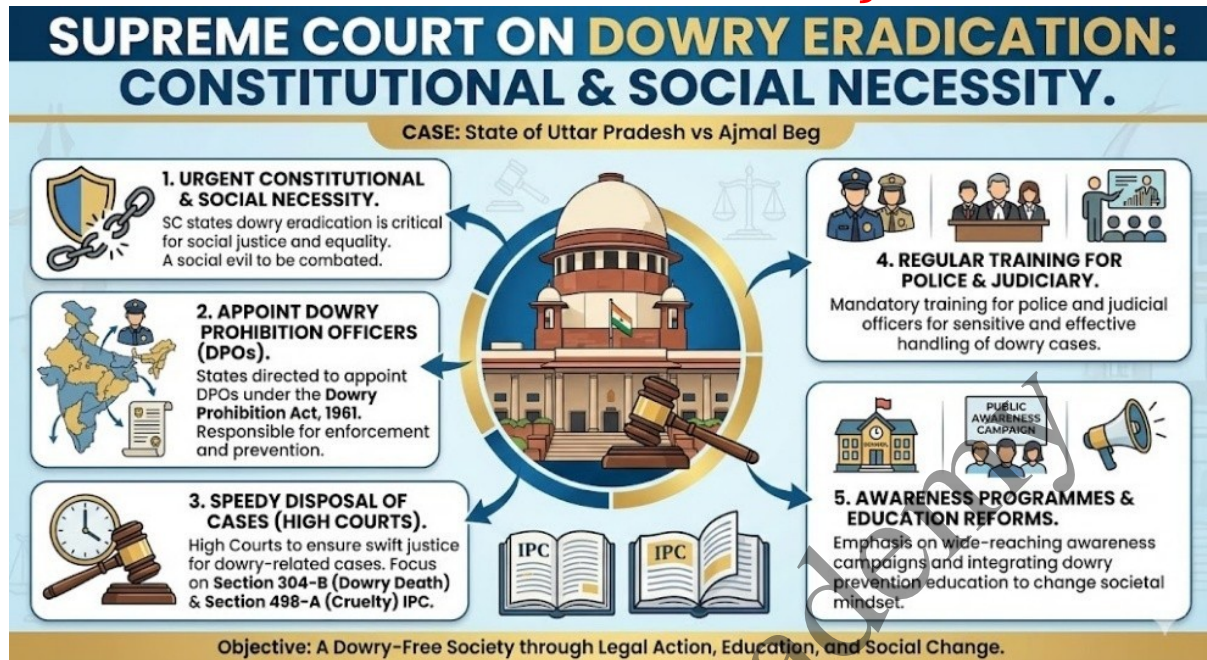 SUPREME COURT ON DOWRY ERADICATION:
CONSTITUTIONAL & SOCIAL NECESSITY.
CASE: State of Uttar Pradesh vs Ajmal Beg
1. URGENT CONSTITUTIONAL
& SOCIAL NECESSITY.
SC states dowry eradication is critical
for social justice and equality.
A social evil to be combated.
2. APPOINT DOWRY
PROHIBITION OFFICERS
(DPOs).
States directed to appoint
DPOs under the Dowry
Prohibition Act, 1961.
Responsible for enforcement
and prevention.
3. SPEEDY DISPOSAL OF
CASES (HIGH COURTS).
High Courts to ensure swift justice
for dowry-related cases. Focus
on Section 304-B (Dowry Death)
& Section 498-A (Cruelty) IPC.
IPC
IPC
4. REGULAR TRAINING FOR
POLICE & JUDICIARY.
Mandatory training for police and judicial
officers for sensitive and effective
handling of dowry cases.
SCHOOL
PUBLIC
AWARENESS
CAMPAIGN
5. AWARENESS PROGRAMMES &
EDUCATION REFORMS.
Emphasis on wide-reaching awareness
campaigns and integrating dowry
prevention education to change societal
mindset.
Objective: A Dowry-Free Society through Legal Action, Education, and Social Change.